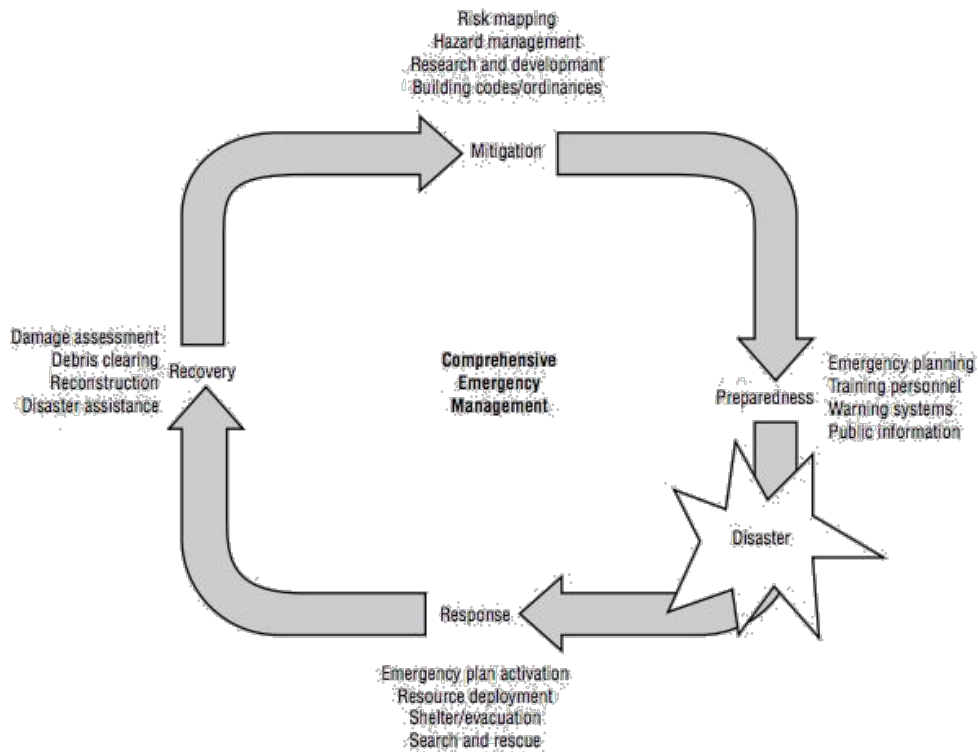 Risk mapping
Hazard management
Research and developmant
Building codes/ordinances
Mitigation
Damage assessment
Debris clearing
Reconstruction
Disaster assistance
Recovery
Comprehensive
Emergency
Management
Preparedness
Emergency planning
Training personnel
Warning systems
Public information
Disaster
Response
Emergency plan activation
Resource deployment
Shelter/evacuation
Search and rescue